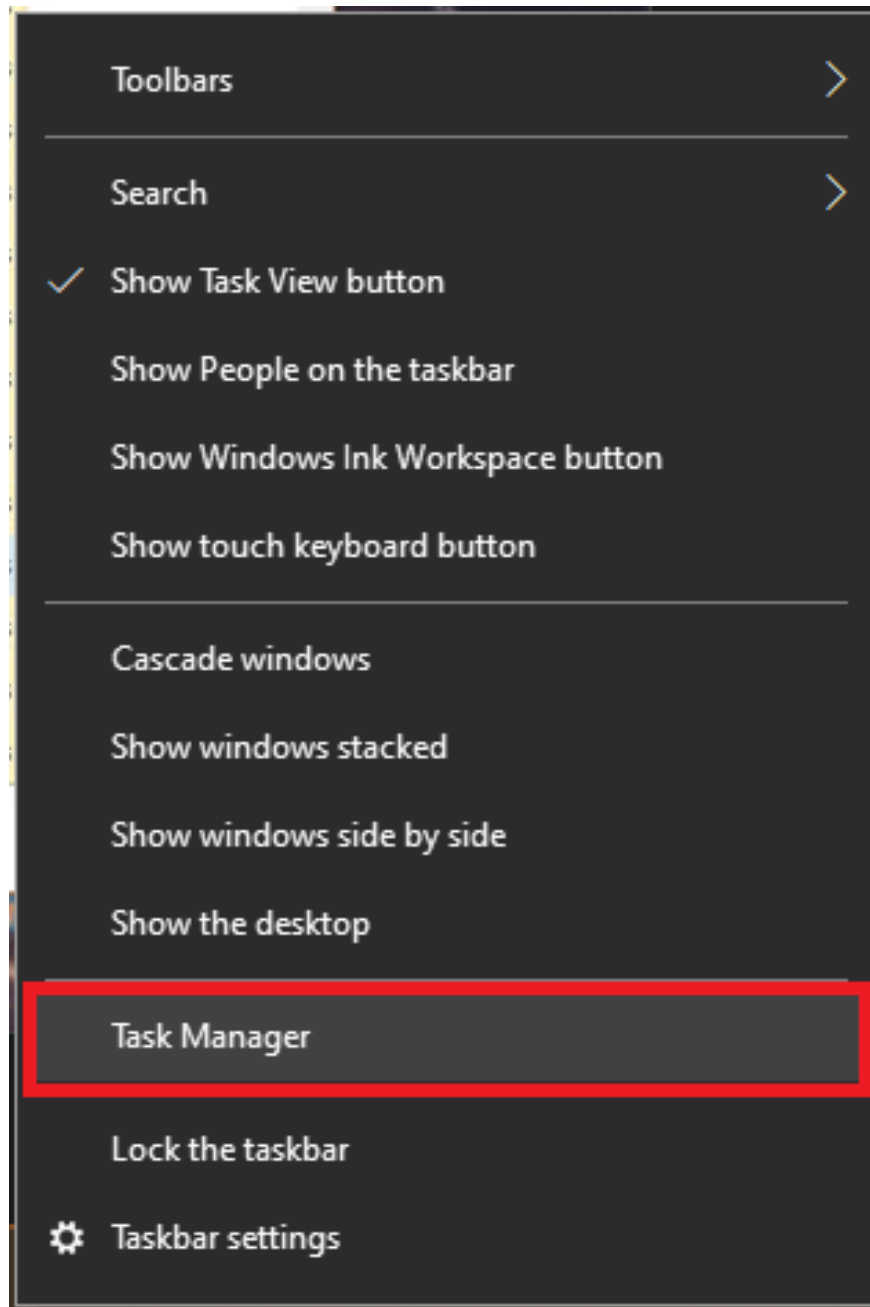 Toolbars
Search
Show Task View button
Show People on the taskbar
Show Windows Ink Workspace button
Show touch keyboard button
Cascade windows
Show windows stacked
Show windows side by side
Show the desktop
Task Manager
Lock the taskbar
Taskbar settings